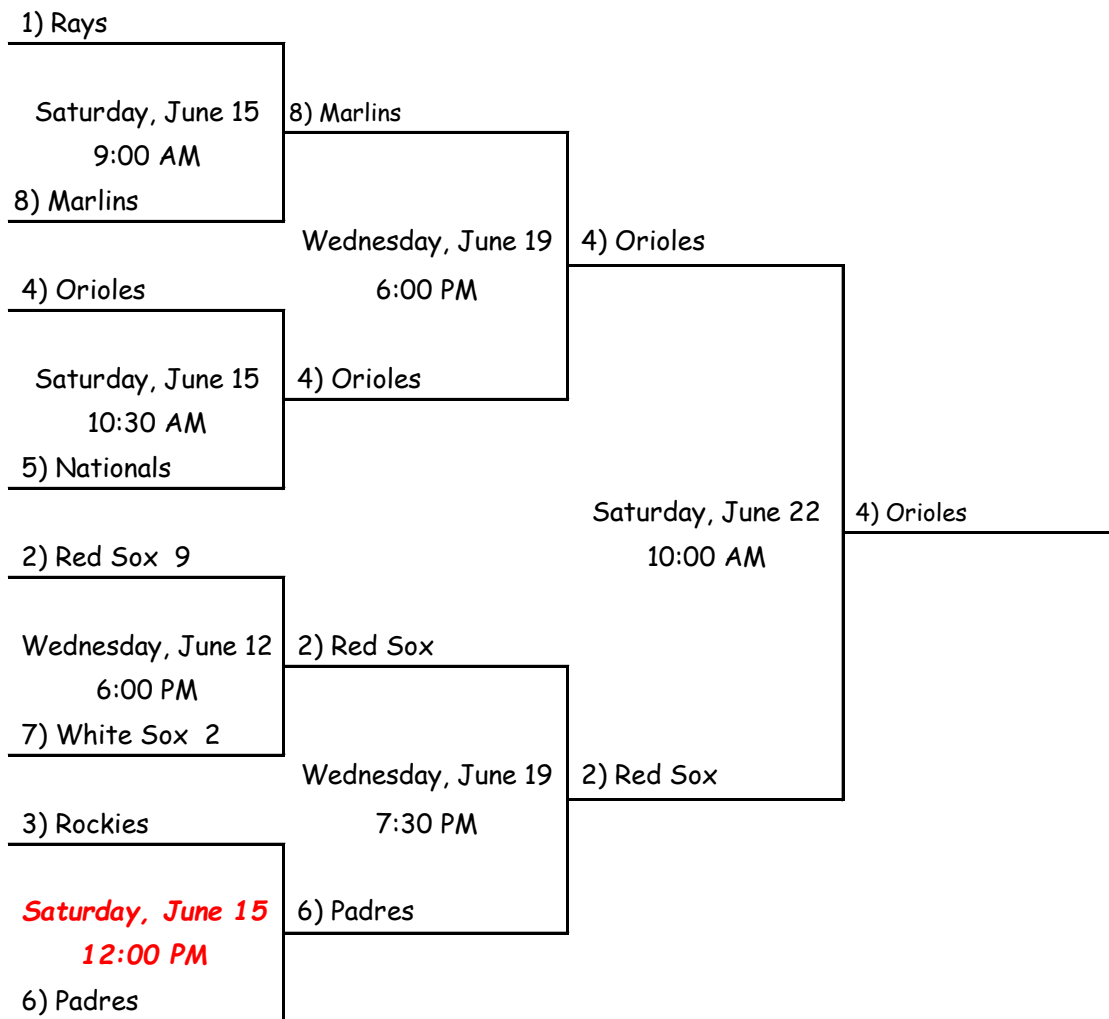 1) Rays
Saturday, June 15
9:00 AM
8) Marlins
8) Marlins
4) Orioles
Saturday, June 15
10:30 AM
5) Nationals
4) Orioles
Wednesday, June 19
6:00 PM
4) Orioles
2) Red Sox 9
Wednesday, June 12
6:00 PM
7) White Sox 2
2) Red Sox
3) Rockies
Saturday, June 15
12:00 PM
6) Padres
6) Padres
Wednesday, June 19
7:30 PM
2) Red Sox
Saturday, June 22
10:00 AM
4) Orioles